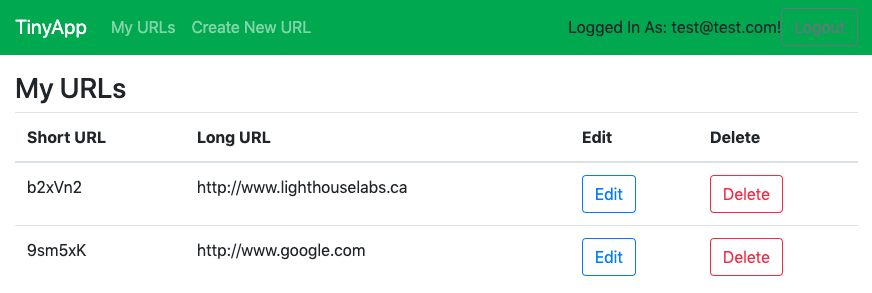 TinyApp My URLs Create New URL Logged In As: test@test.com! Logout
My URLs
Short URL Long URL Edit Delete
b2xVn2 http://www.lighthouselabs.ca Edit Delete
9sm5xK http://www.google.com Edit Delete